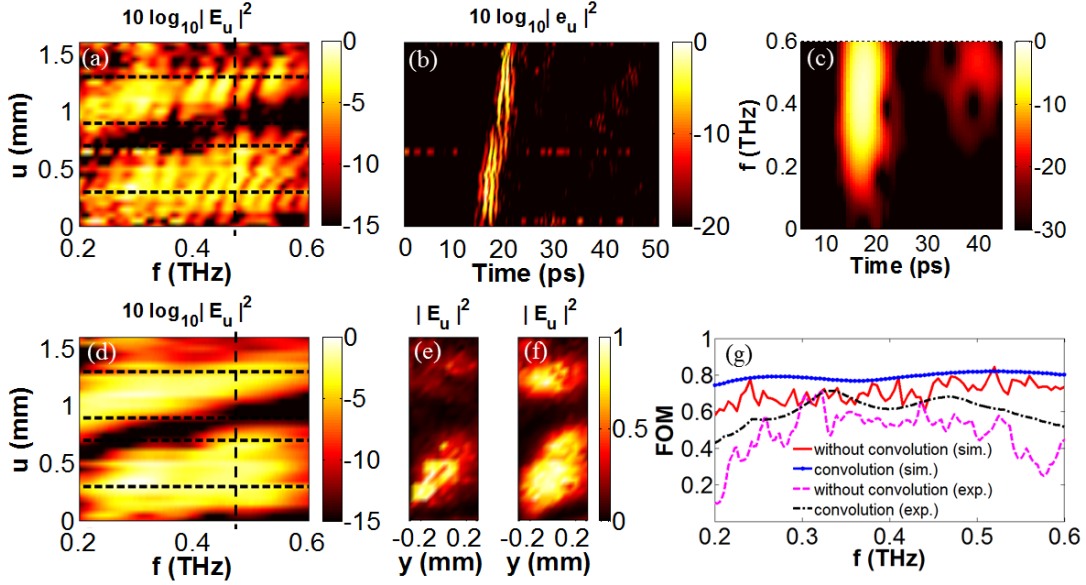 10 log10|Eu|2
(a)
u (mm)
1.5
1
0.5
0
0.2
0.4
0.6
f (THz)
0
-5
-10
-15
10 log10|eu|2
(b)
0
10
20
30
40
50
Time (ps)
0
-10
-20
(c)
f (THz)
0.6
0.4
0.2
0
10
20
30
40
Time (ps)
0
-10
-20
-30
10 log10|Eu|2
(d)
u (mm)
1.5
1
0.5
0
0.2
0.4
0.6
f (THz)
0
-5
-10
-15
|Eu|2
(e)
-0.2
0.2
y (mm)
|Eu|2
(f)
-0.2
0.2
y (mm)
1
0.5
0
(g)
FOM
1
0.8
0.6
0.4
0.2
0.2
0.3
0.4
0.5
0.6
f (THz)
without convolution (sim.)
convolution (sim.)
without convolution (exp.)
convolution (exp.)